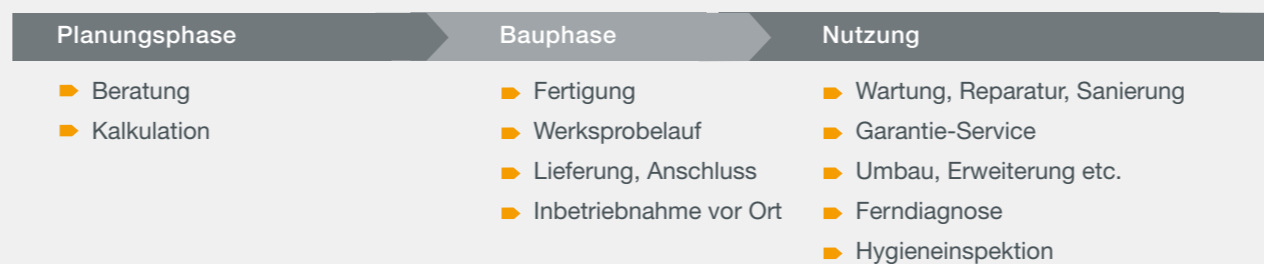 Planungsphase
Beratung
Kalkulation
Bauphase
Fertigung
Werksprobelauf
Lieferung, Anschluss
Inbetriebnahme vor Ort
Nutzung
Wartung, Reparatur, Sanierung
Garantie-Service
Umbau, Erweiterung etc.
Ferndiagnose
Hygieneinspektion